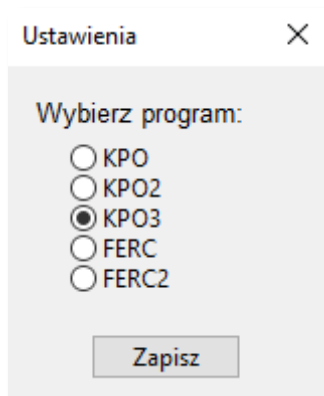 Ustawienia
Wybierz program:
KPO
KPO2
KPO3
FERC
FERC2
Zapisz